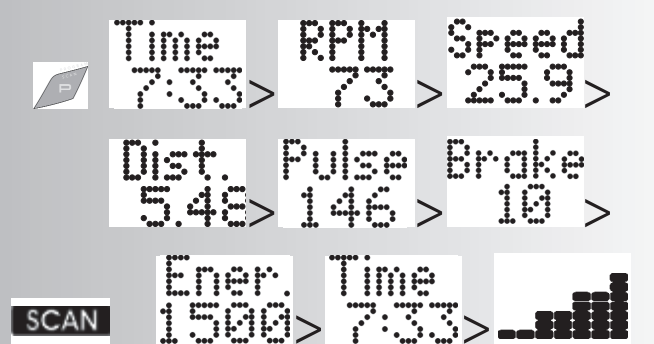 Time
7:33 >
RPM
73 >
Speed
25.9 >
P
Dist.
5.48 >
Pulse
146 >
Brake
10 >
SCAN
Ener.
1500 >
Time
7:33 >